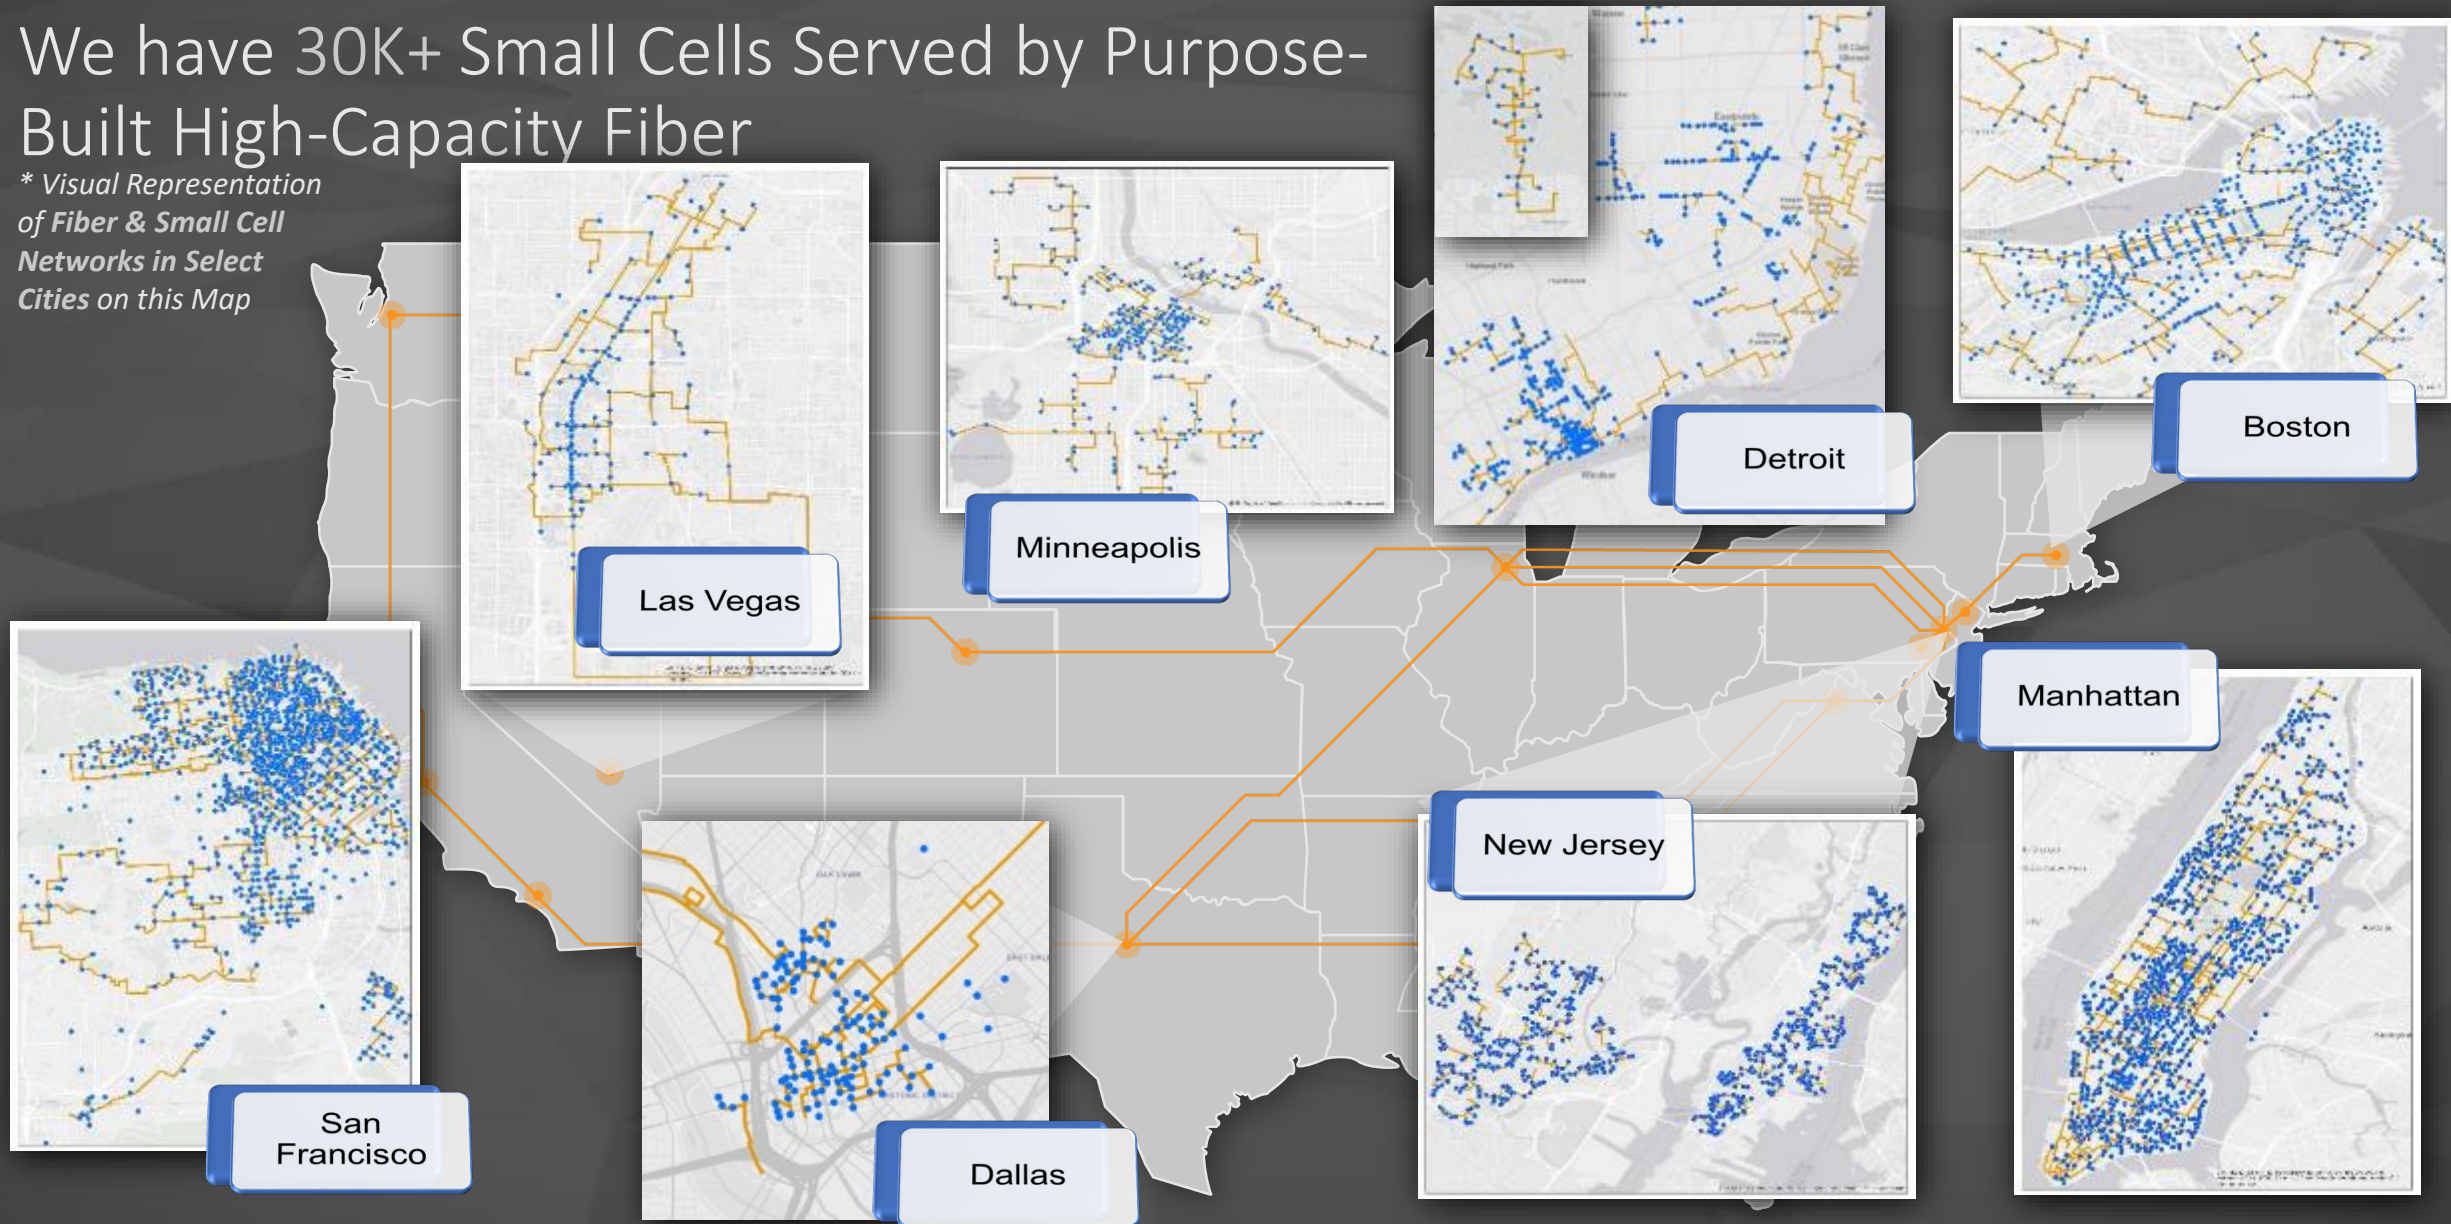 We have 30K+ Small Cells Served by Purpose-
Built High-Capacity Fiber
* Visual Representation
of Fiber & Small Cell
Networks in Select
Cities on this Map
Las Vegas
Minneapolis
Detroit
Windsor
Boston
Manhattan
New Jersey
San
Francisco
Dallas